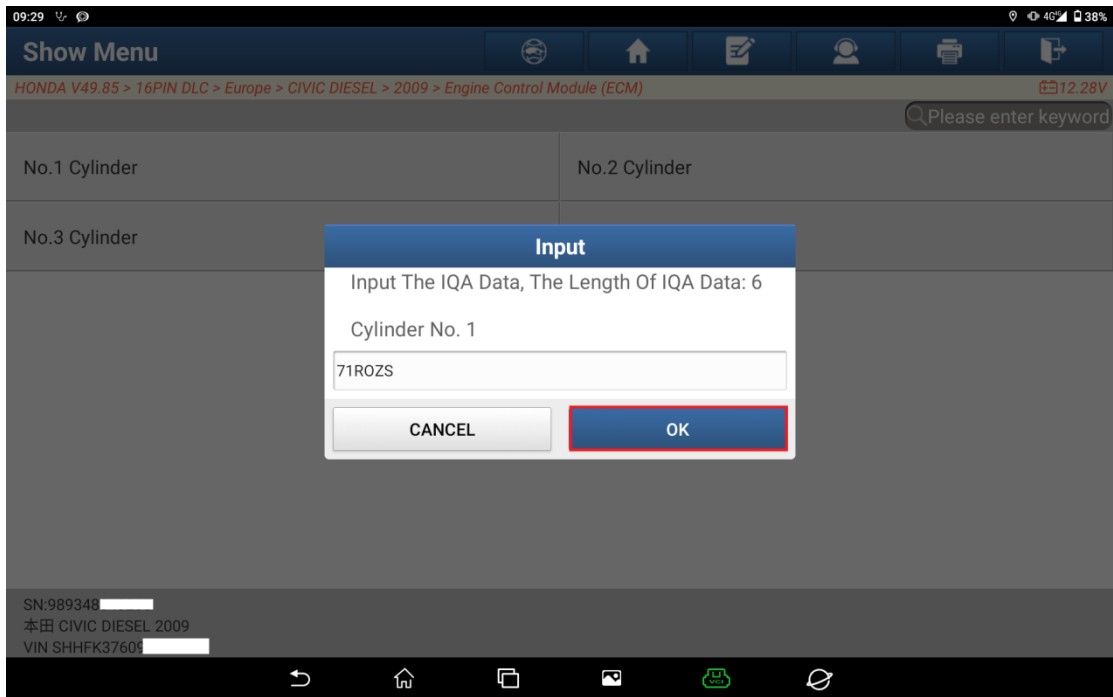 09:29 4G 4G 38%
Show Menu
HONDA V49.85 > 16PIN DLC > Europe > CIVIC DIESEL > 2009 > Engine Control Module (ECM) 12.28V
Please enter keyword
No.1 Cylinder No.2 Cylinder
No.3 Cylinder
Input
Input The IQA Data, The Length Of IQA Data: 6
Cylinder No. 1
71ROZS
CANCEL OK
SN:989348
本田 CIVIC DIESEL 2009
VIN SHHFK37609
VCI